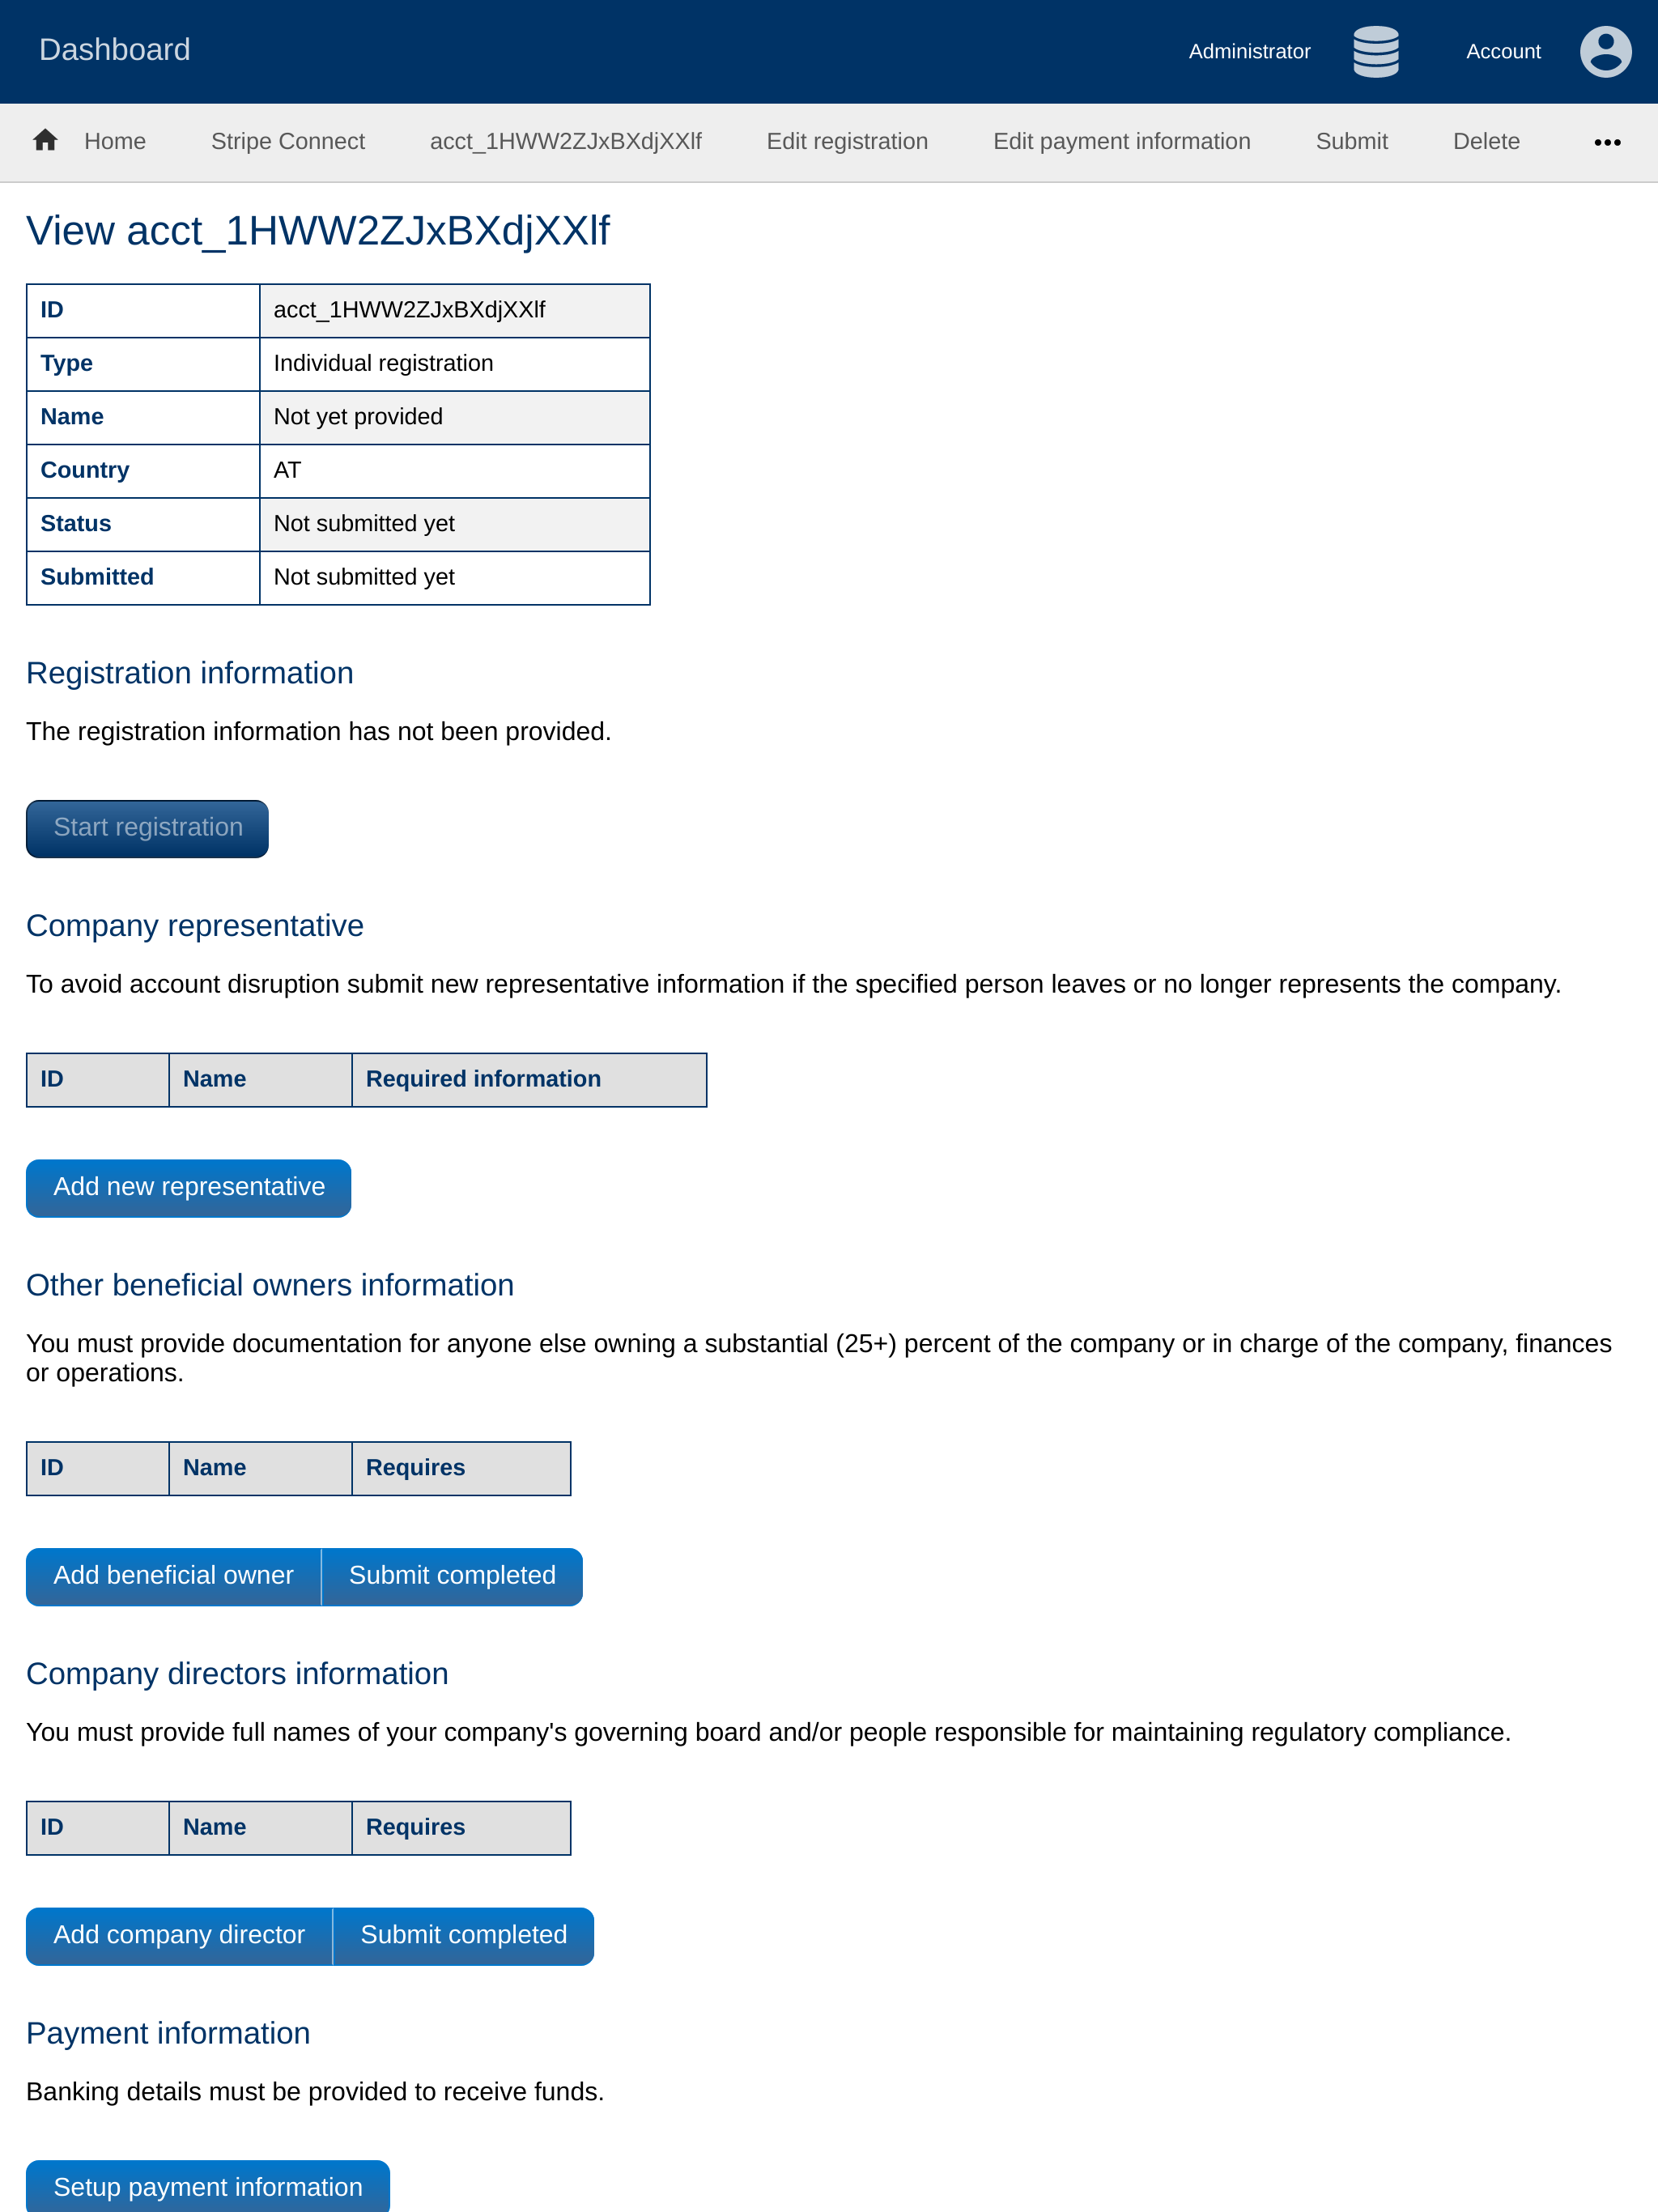 Dashboard
Administrator
Account
Home
Stripe Connect
acct_1HWW2ZJxBXdjXXlf
Edit registration
Edit payment information
Submit
Delete
View acct_1HWW2ZJxBXdjXXlf
ID acct_1HWW2ZJxBXdjXXlf
Type Individual registration
Name Not yet provided
Country AT
Status Not submitted yet
Submitted Not submitted yet
Registration information
The registration information has not been provided.
Start registration
Company representative
To avoid account disruption submit new representative information if the specified person leaves or no longer represents the company.
ID Name Required information
Add new representative
Other beneficial owners information
You must provide documentation for anyone else owning a substantial (25+) percent of the company or in charge of the company, finances
or operations.
ID Name Requires
Add beneficial owner Submit completed
Company directors information
You must provide full names of your company's governing board and/or people responsible for maintaining regulatory compliance.
ID Name Requires
Add company director Submit completed
Payment information
Banking details must be provided to receive funds.
Setup payment information